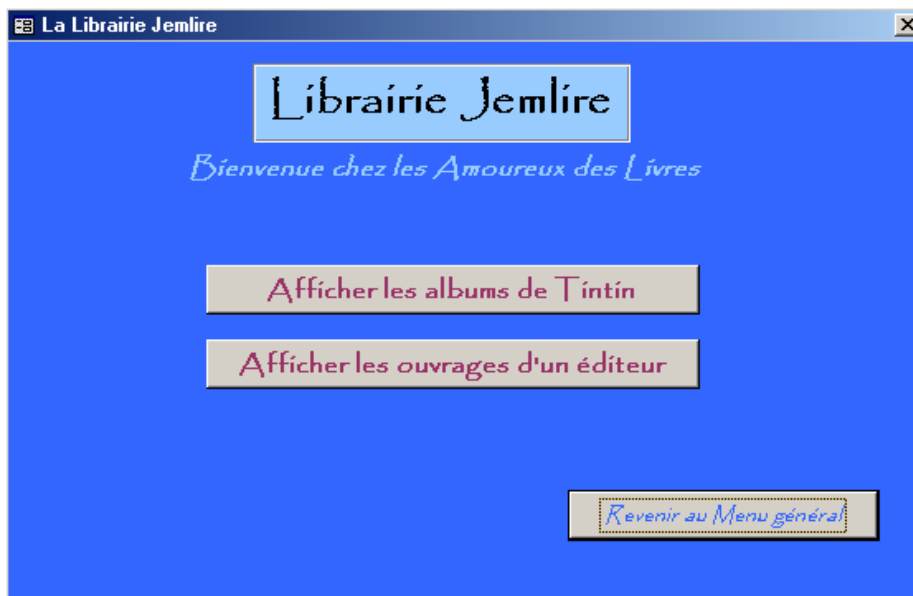 La Librairie Jemlire
Librairie Jemlire
Bienvenue chez les Amoureux des Livres
Afficher les albums de Tintin
Afficher les ouvrages d'un éditeur
Revenir au Menu général